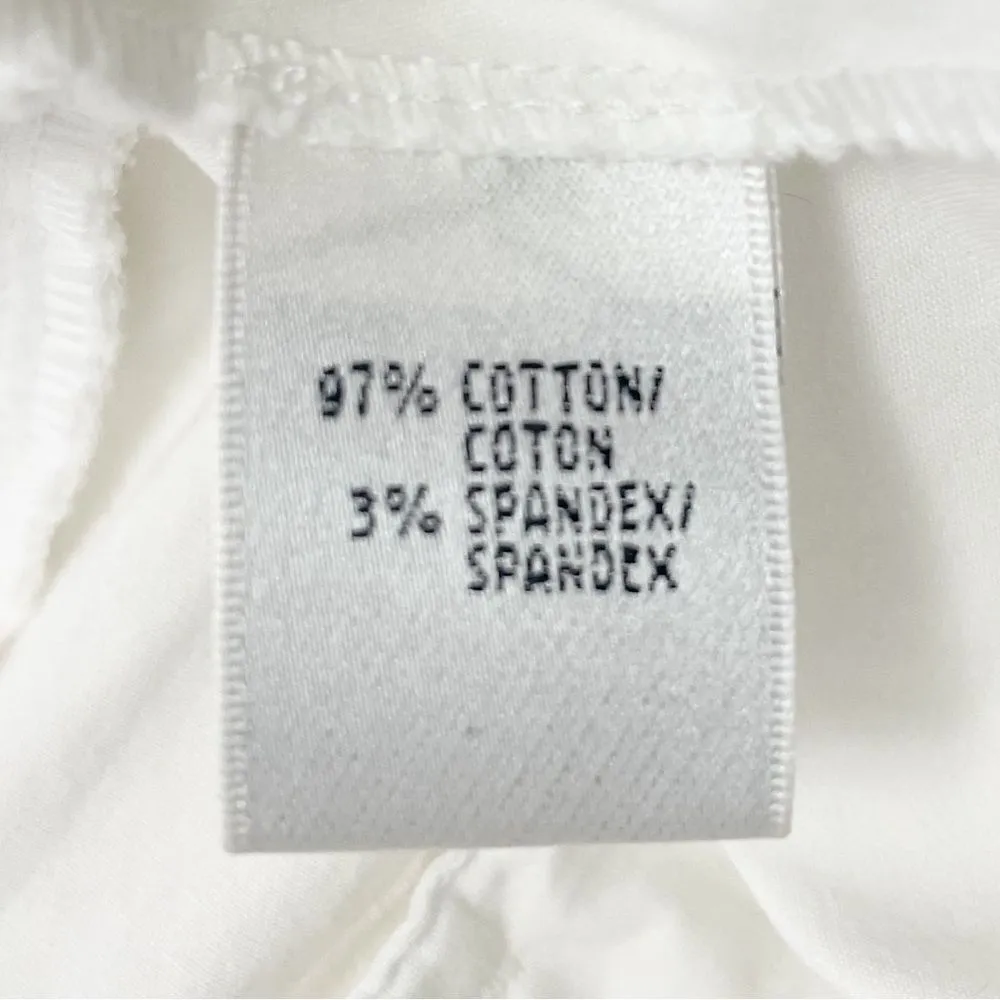 97% COTTON/
COTON
3% SPANDEX/
SPANDEX